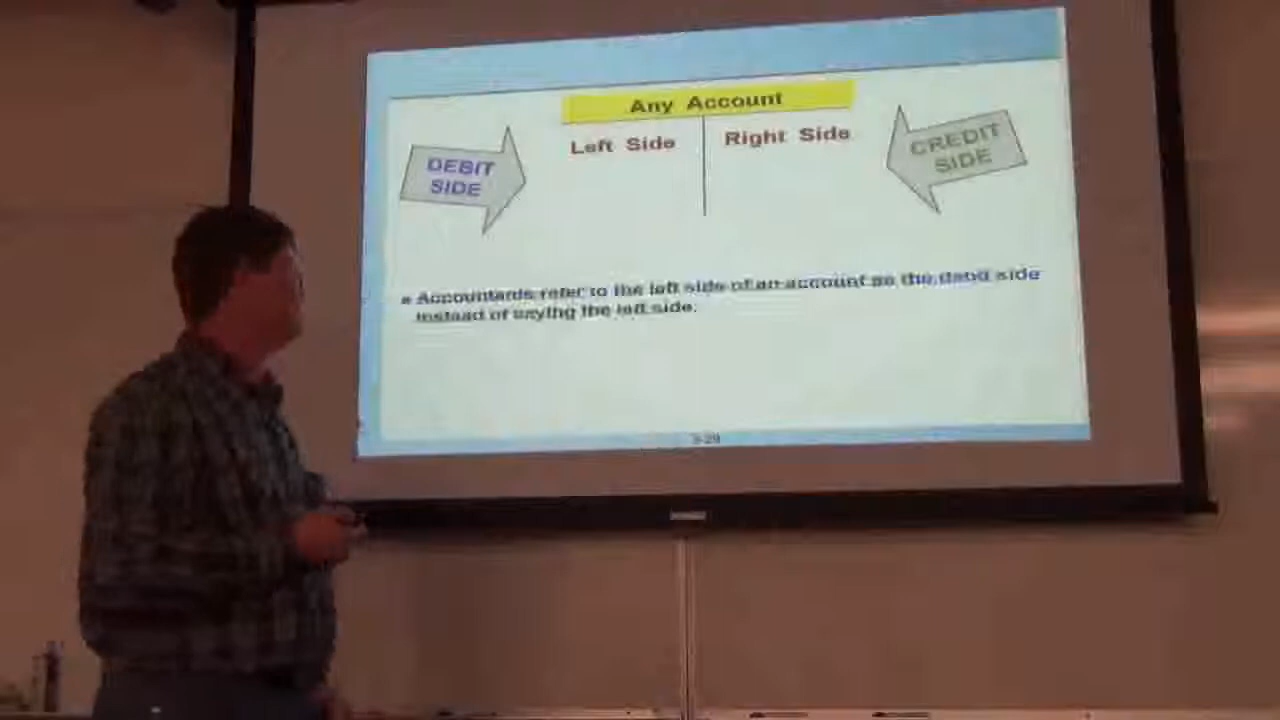 Any Account
Left Side
Right Side
DEBIT
SIDE
CREDIT
SIDE
Accountants refer to the left side of an account as the debit side
instead of saying the left side.